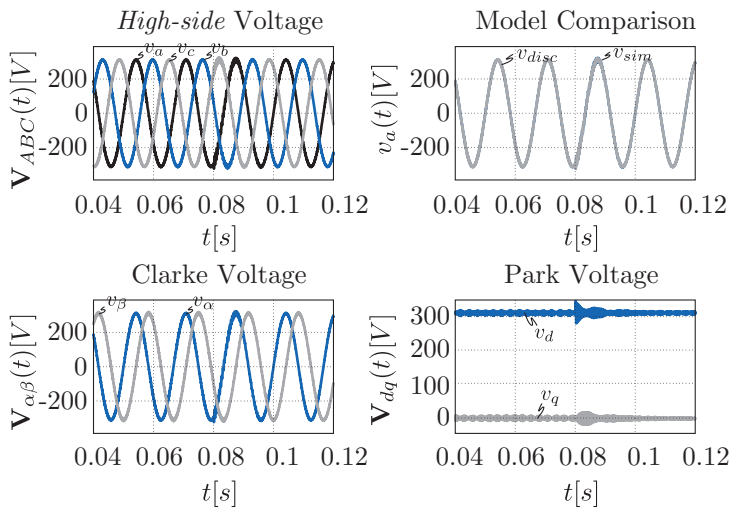 High-side Voltage
v_a v_c v_b
V_ABC(t)[V]
200
0
-200
0.04 0.06 0.08 0.1 0.12
t[s]
Model Comparison
v_disc v_sim
v_a(t)[V]
200
0
-200
0.04 0.06 0.08 0.1 0.12
t[s]
Clarke Voltage
v_β v_α
V_αβ(t)[V]
200
0
-200
0.04 0.06 0.08 0.1 0.12
t[s]
Park Voltage
v_d
v_q
V_dq(t)[V]
300
200
100
0
0.04 0.06 0.08 0.1 0.12
t[s]